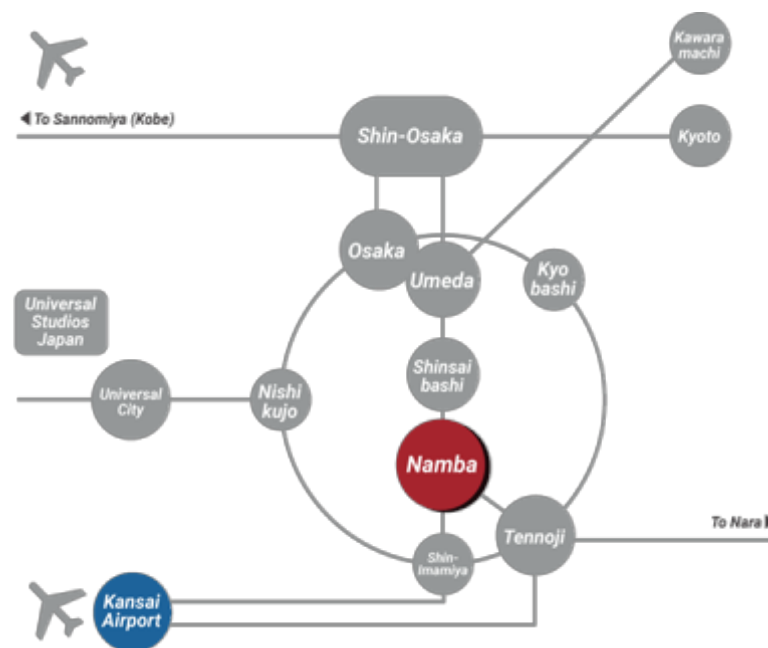 Kawara
machi
To Sannomiya (Kobe)
Shin-Osaka
Kyoto
Osaka
Umeda
Kyo
bashi
Universal
Studios
Japan
Shinsai
bashi
Universal
City
Nishi
kujo
Namba
To Nara
Tennoji
Shin-
Imamiya
Kansai
Airport